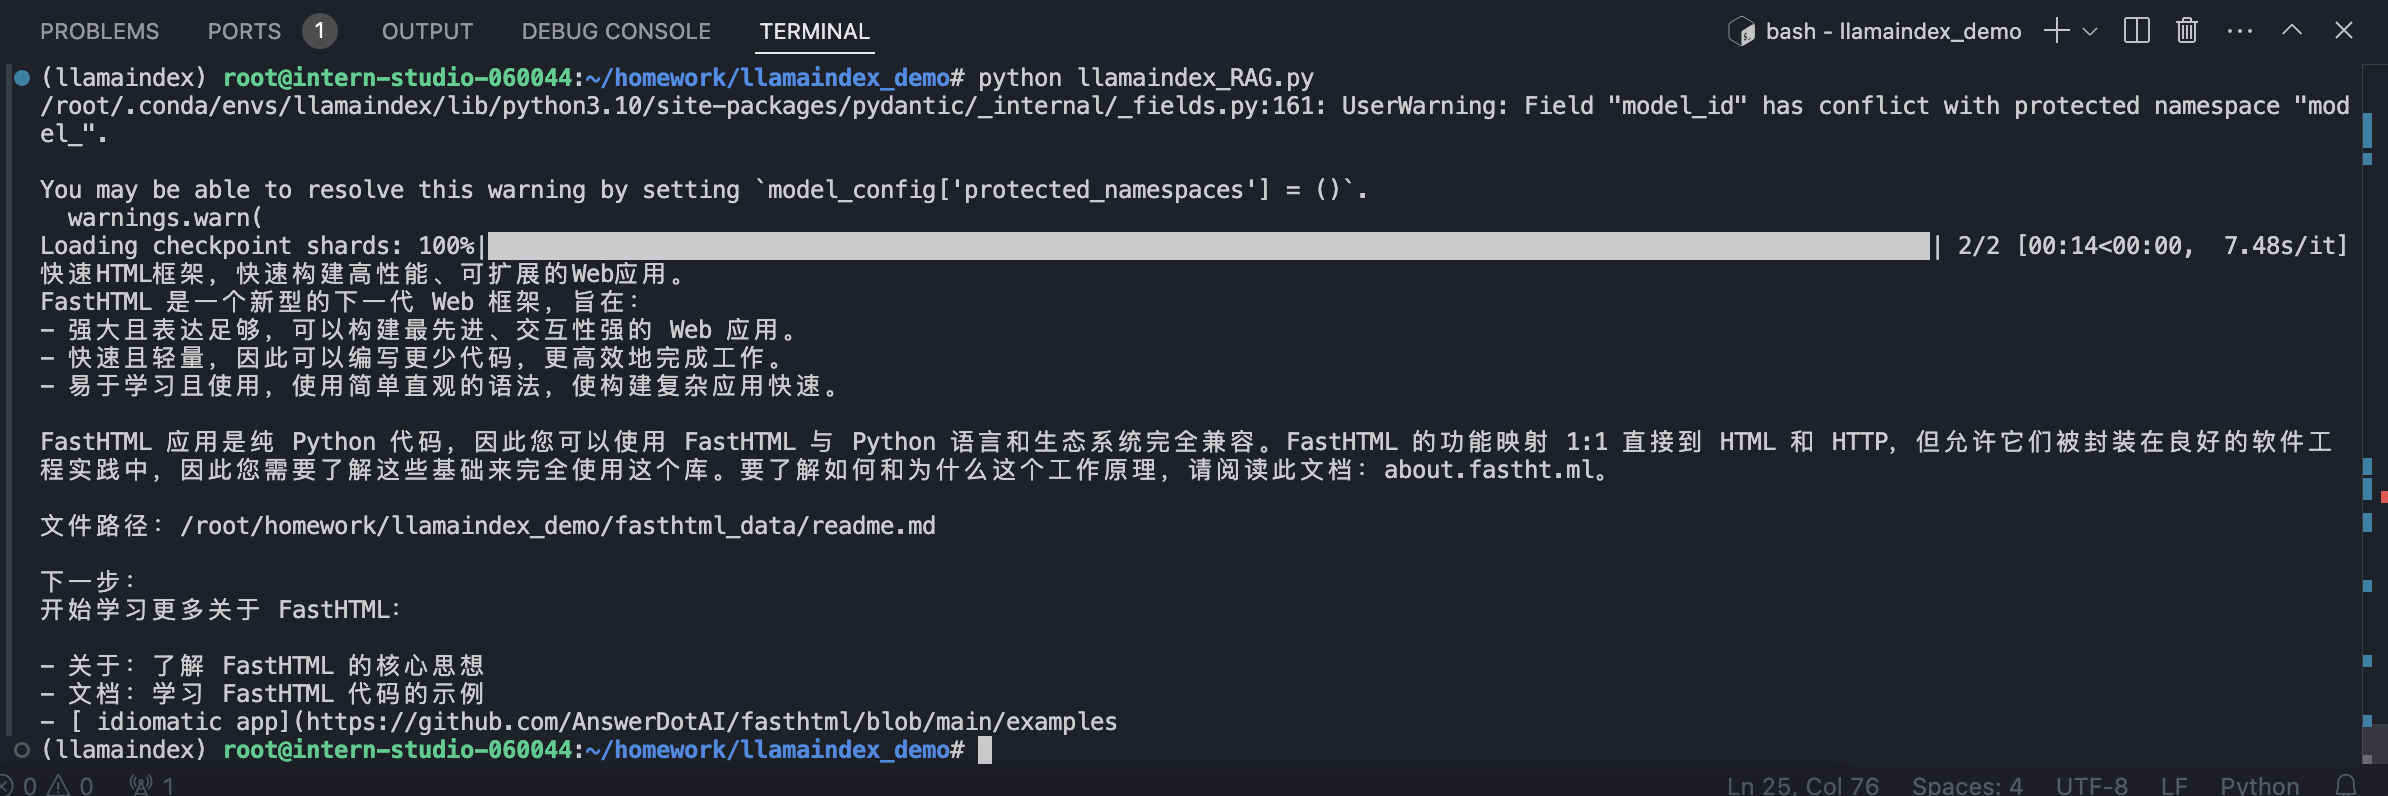 PROBLEMS PORTS 1 OUTPUT DEBUG CONSOLE TERMINAL bash - llamaindex_demo
(llamaindex) root@intern-studio-060044:~/homework/llamaindex_demo# python llamaindex_RAG.py
/root/.conda/envs/llamaindex/lib/python3.10/site-packages/pydantic/_internal/_fields.py:161: UserWarning: Field "model_id" has conflict with protected namespace "mod
el_".
You may be able to resolve this warning by setting `model_config['protected_namespaces'] = ()`.
warnings.warn(
Loading checkpoint shards: 100%| | 2/2 [00:14<00:00, 7.48s/it]
快速HTML框架，快速构建高性能、可扩展的Web应用。
FastHTML 是一个新型的下一代 Web 框架，旨在：
- 强大且表达足够，可以构建最先进、交互性强的 Web 应用。
- 快速且轻量，因此可以编写更少代码，更高效地完成工作。
- 易于学习且使用，使用简单直观的语法，使构建复杂应用快速。
FastHTML 应用是纯 Python 代码，因此您可以使用 FastHTML 与 Python 语言和生态系统完全兼容。FastHTML 的功能映射 1:1 直接到 HTML 和 HTTP，但允许它们被封装在良好的软件工
程实践中，因此您需要了解这些基础来完全使用这个库。要了解如何和为什么这个工作原理，请阅读此文档：about.fastht.ml。
文件路径：/root/homework/llamaindex_demo/fasthtml_data/readme.md
下一步：
开始学习更多关于 FastHTML：
- 关于：了解 FastHTML 的核心思想
- 文档：学习 FastHTML 代码的示例
- [ idiomatic app](https://github.com/AnswerDotAI/fasthtml/blob/main/examples
(llamaindex) root@intern-studio-060044:~/homework/llamaindex_demo#
0 0 1 Ln 25, Col 76 Spaces: 4 UTF-8 LF Python